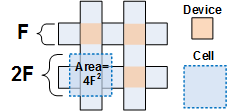 Device
F
2F
Area=
4F²
Cell